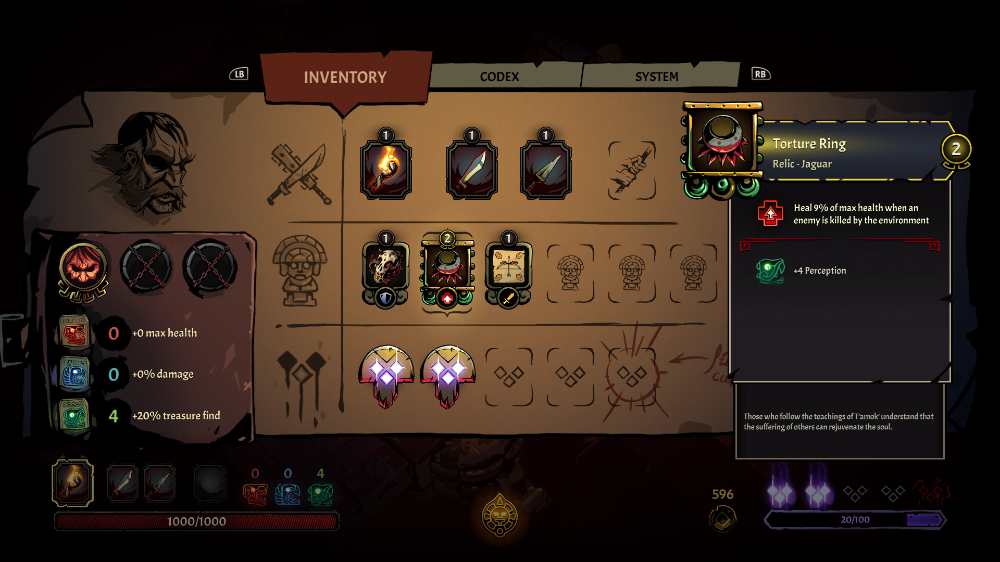 LB
INVENTORY
CODEX
SYSTEM
RB
1
1
1
Torture Ring
Relic - Jaguar
2
Heal 9% of max health when an
enemy is killed by the environment
+4 Perception
1
2
1
0
+0 max health
0
+0% damage
4
+20% treasure find
Those who follow the teachings of T'amok' understand that
the suffering of others can rejuvenate the soul.
0
0
4
1000/1000
596
20/100